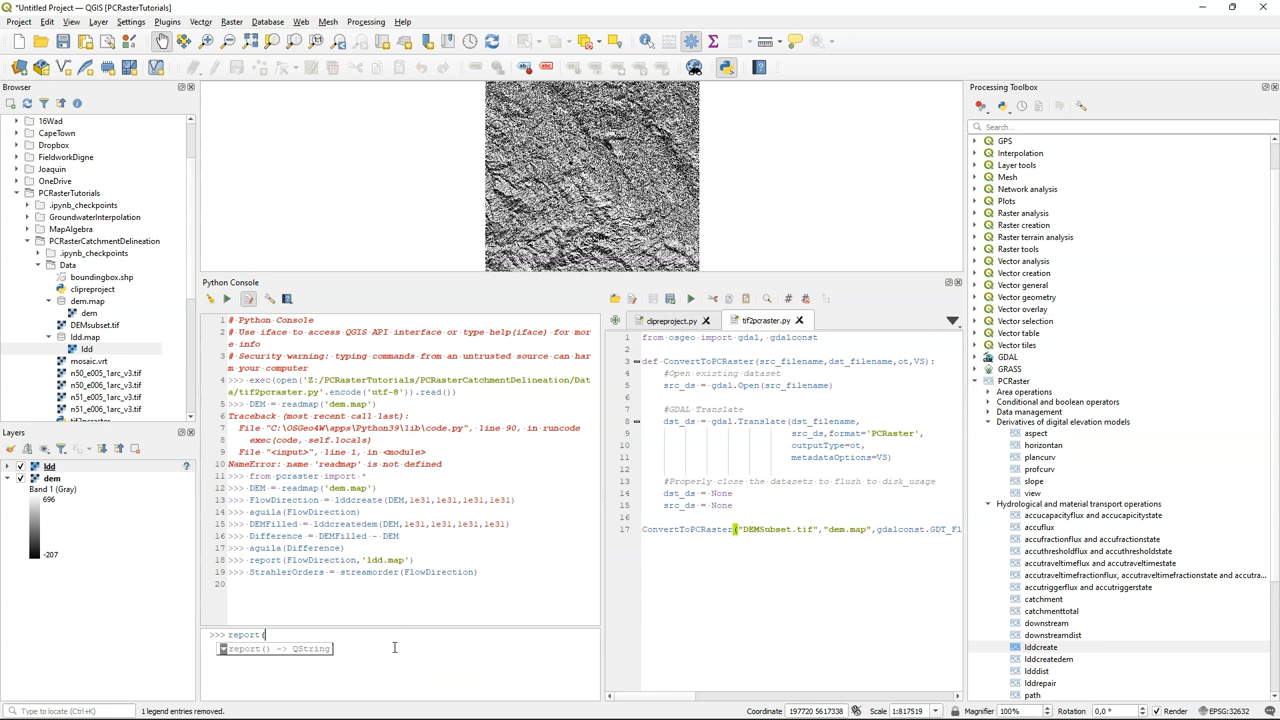 *Untitled Project — QGIS [PCRasterTutorials]
Project Edit View Layer Settings Plugins Vector Raster Database Web Mesh Processing Help
Browser
16Wad
CapeTown
Dropbox
FieldworkDigne
Joaquin
OneDrive
PCRasterTutorials
.ipynb_checkpoints
GroundwaterInterpolation
MapAlgebra
PCRasterCatchmentDelineation
.ipynb_checkpoints
Data
boundingbox.shp
clipreproject
dem.map
dem
DEMsubset.tif
ldd.map
ldd
mosaic.vrt
n50_e005_1arc_v3.tif
n50_e006_1arc_v3.tif
n51_e005_1arc_v3.tif
n51_e006_1arc_v3.tif
tif2pcraster
Layers
ldd
dem
Band 1 (Gray)
696
-207
Python Console
1 # Python Console
2 # Use iface to access QGIS API interface or type help(iface) for mor
e info
3 # Security warning: typing commands from an untrusted source can har
m your computer
4 >>> exec(open('Z:/PCRasterTutorials/PCRasterCatchmentDelineation/Dat
a/tif2pcraster.py'.encode('utf-8')).read())
5 >>> DEM = readmap('dem.map')
6 Traceback (most recent call last):
7 File "C:\OSGeo4W\apps\Python39\lib\code.py", line 90, in runcode
8 exec(code, self.locals)
9 File "<input>", line 1, in <module>
10 NameError: name 'readmap' is not defined
11 >>> from pcraster import *
12 >>> DEM = readmap('dem.map')
13 >>> FlowDirection = lddcreate(DEM,1e31,1e31,1e31,1e31)
14 >>> aguila(FlowDirection)
15 >>> DEMFilled = lddcreatedem(DEM,1e31,1e31,1e31,1e31)
16 >>> Difference = DEMFilled - DEM
17 >>> aguila(Difference)
18 >>> report(FlowDirection,'ldd.map')
19 >>> StrahlerOrders = streamorder(FlowDirection)
20
>>> report(
report() -> QString
clipreproject.py
tif2pcraster.py
1 from osgeo import gdal, gdalconst
2
3 def ConvertToPCRaster(src_filename,dst_filename,ot,VS):
4 #Open existing dataset
5 src_ds = gdal.Open(src_filename)
6
7 #GDAL Translate
8 dst_ds = gdal.Translate(dst_filename,
9 src_ds,format='PCRaster',
10 outputType=ot,
11 metadataOptions=VS)
12
13 #Properly close the datasets to flush to disk_usage
14 dst_ds = None
15 src_ds = None
16
17 ConvertToPCRaster("DEMSubset.tif","dem.map",gdalconst.GDT_Fl
Processing Toolbox
Search...
GPS
Interpolation
Layer tools
Mesh
Network analysis
Plots
Raster analysis
Raster creation
Raster terrain analysis
Raster tools
Vector analysis
Vector creation
Vector general
Vector geometry
Vector overlay
Vector selection
Vector table
Vector tiles
GDAL
GRASS
PCRaster
Area operations
Conditional and boolean operators
Data management
Derivatives of digital elevation models
aspect
horizontan
plancurv
profcurv
slope
view
Hydrological and material transport operations
accucapacityflux and accucapacitystate
accuflux
accufractionflux and accufractionstate
accuthresholdflux and accuthresholdstate
accutraveltimeflux and accutraveltimestate
accutraveltimefractionflux, accutraveltimefractionstate and accutra...
accutriggerflux and accutriggerstate
catchment
catchmenttotal
downstream
downstreamdist
lddcreate
lddcreatedem
ldddist
lddrepair
path
Type to locate (Ctrl+K) 1 legend entries removed. Coordinate 197720 5617338 Scale 1:817519 Magnifier 100% Rotation 0,0 ° Render EPSG:32632